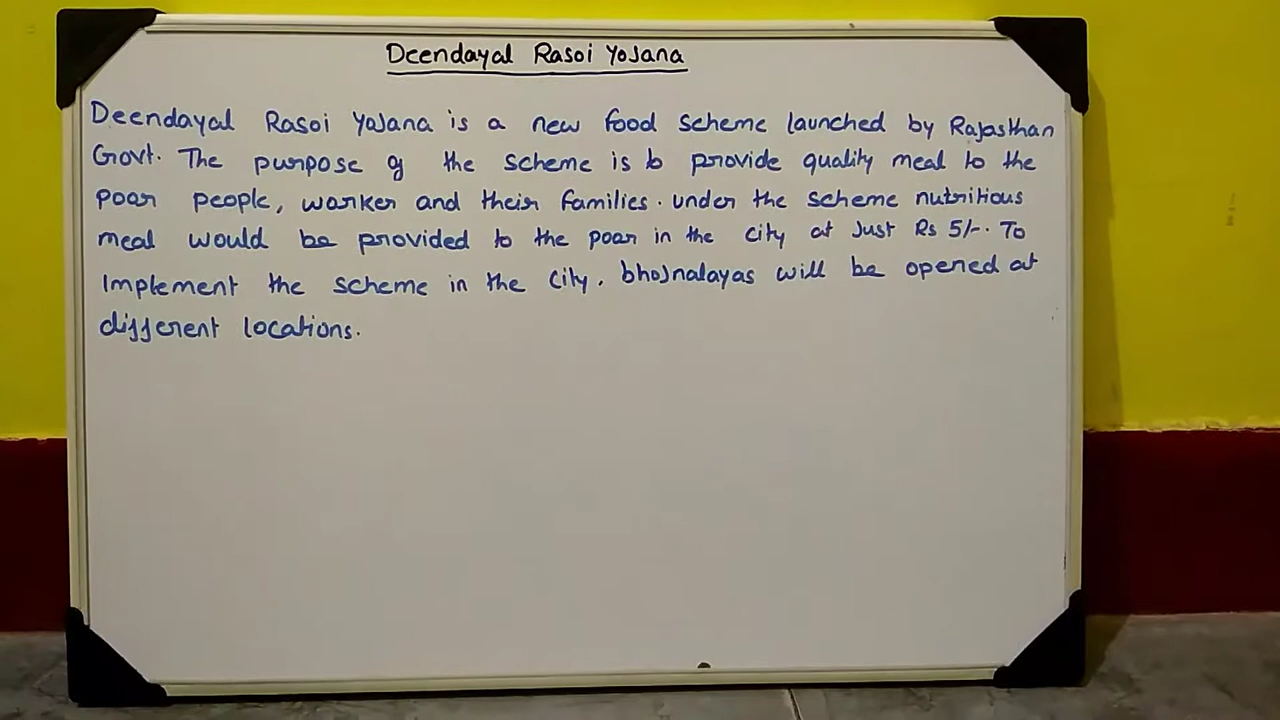 Deendayal Rasoi Yojana
Deendayal Rasoi Yojana is a new food scheme launched by Rajasthan
Govt. The purpose of the scheme is to provide quality meal to the
poor people, worker and their families. under the scheme nutritious
meal would be provided to the poor in the city at Just Rs 5/-. To
Implement the scheme in the city. bhojnalayas will be opened at
different locations.